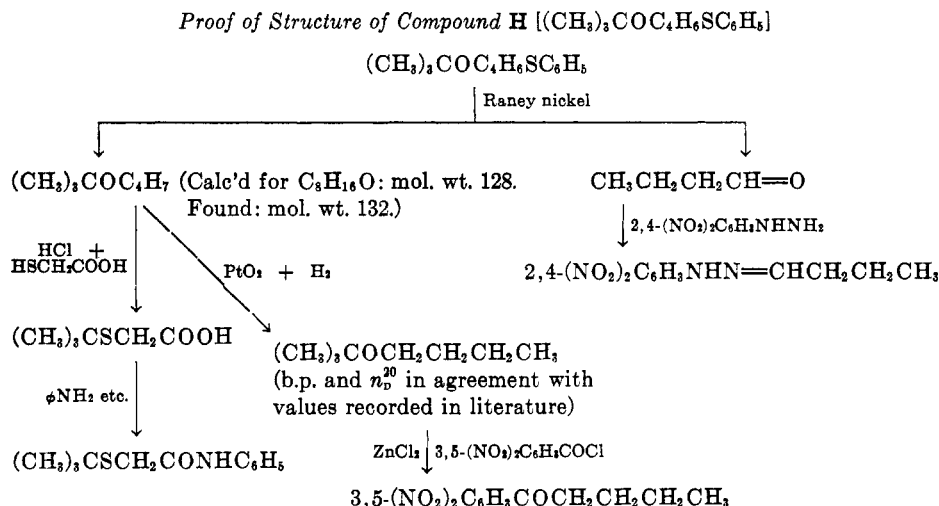 Proof of Structure of Compound H [(CH₃)₃COC₄H₆SC₆H₅]
(CH₃)₃COC₄H₆SC₆H₅
Raney nickel
(CH₃)₃COC₄H₇ (Calc'd for C₈H₁₆O: mol. wt. 128.
Found: mol. wt. 132.)
CH₃CH₂CH₂CH=O
HCl +
HSCH₂COOH
PtO₂ + H₂
2,4-(NO₂)₂C₆H₃NHNH₂
2,4-(NO₂)₂C₆H₃NHN=CHCH₂CH₂CH₃
(CH₃)₃CSCH₂COOH
(CH₃)₃COCH₂CH₂CH₂CH₃
(b.p. and n_D^20 in agreement with
values recorded in literature)
φNH₂ etc.
ZnCl₂ 3,5-(NO₂)₂C₆H₃COCl
(CH₃)₃CSCH₂CONHC₆H₅
3,5-(NO₂)₂C₆H₃COCH₂CH₂CH₂CH₃